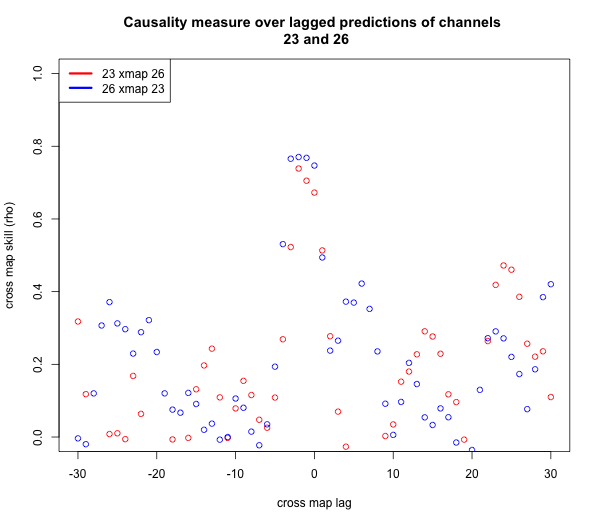 Causality measure over lagged predictions of channels
23 and 26
23 xmap 26
26 xmap 23
cross map skill (rho)
1.0
0.8
0.6
0.4
0.2
0.0
-30 -20 -10 0 10 20 30
cross map lag